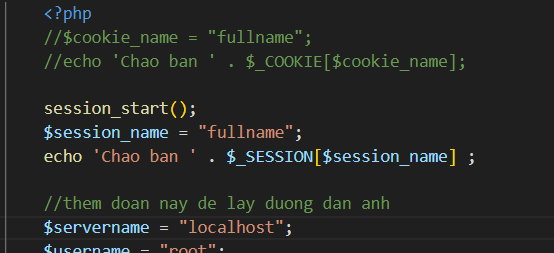 <?php
//$cookie_name = "fullname";
//echo 'Chao ban ' . $_COOKIE[$cookie_name];
session_start();
$session_name = "fullname";
echo 'Chao ban ' . $_SESSION[$session_name] ;
//them doan nay de lay duong dan anh
$servername = "localhost";
$username = "root";